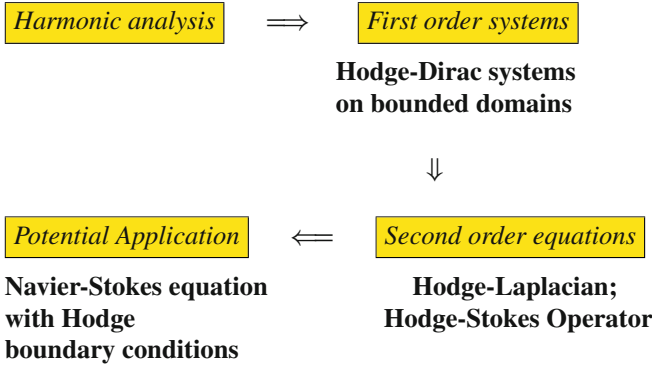 Harmonic analysis ⟹ First order systems
Hodge-Dirac systems
on bounded domains
⇓
Potential Application ⟸ Second order equations
Navier-Stokes equation
with Hodge
boundary conditions
Hodge-Laplacian;
Hodge-Stokes Operator